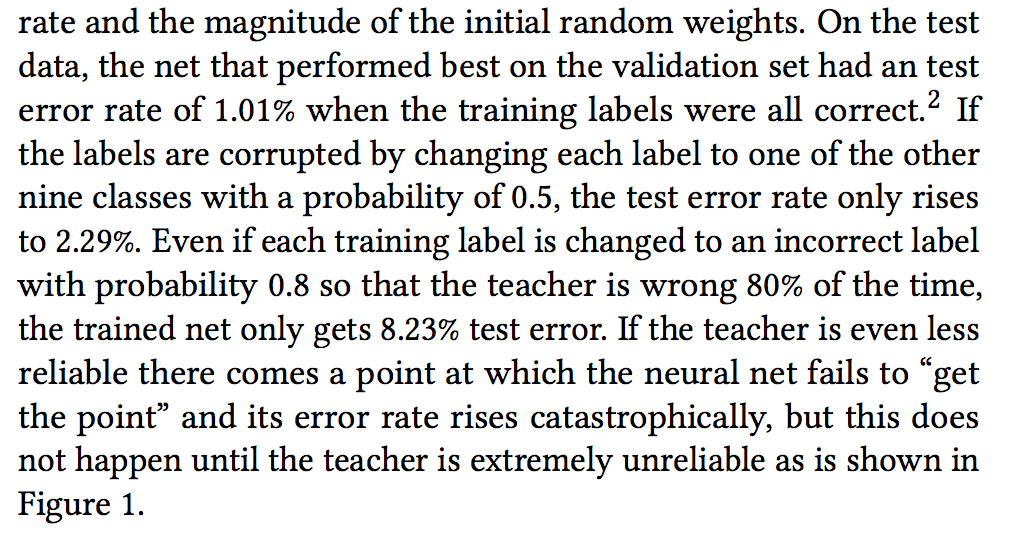 rate and the magnitude of the initial random weights. On the test
data, the net that performed best on the validation set had an test
error rate of 1.01% when the training labels were all correct.² If
the labels are corrupted by changing each label to one of the other
nine classes with a probability of 0.5, the test error rate only rises
to 2.29%. Even if each training label is changed to an incorrect label
with probability 0.8 so that the teacher is wrong 80% of the time,
the trained net only gets 8.23% test error. If the teacher is even less
reliable there comes a point at which the neural net fails to “get
the point” and its error rate rises catastrophically, but this does
not happen until the teacher is extremely unreliable as is shown in
Figure 1.